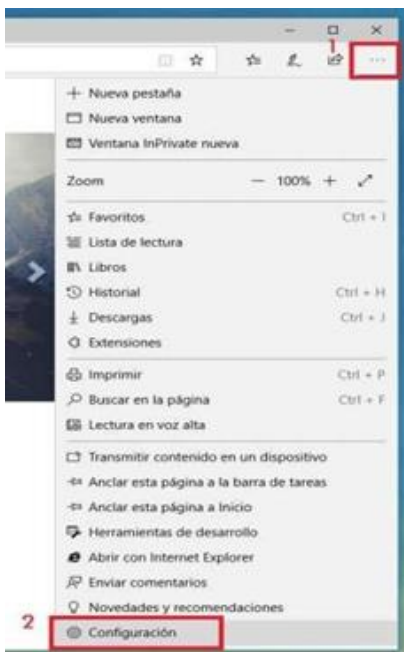 1
...
Nueva pestaña
Nueva ventana
Ventana InPrivate nueva
Zoom — 100% +
Favoritos Ctrl + I
Lista de lectura
Libros
Historial Ctrl + H
Descargas Ctrl + J
Extensiones
Imprimir Ctrl + P
Buscar en la página Ctrl + F
Lectura en voz alta
Transmitir contenido en un dispositivo
Anclar esta página a la barra de tareas
Anclar esta página a Inicio
Herramientas de desarrollo
Abrir con Internet Explorer
Enviar comentarios
Novedades y recomendaciones
2 Configuración